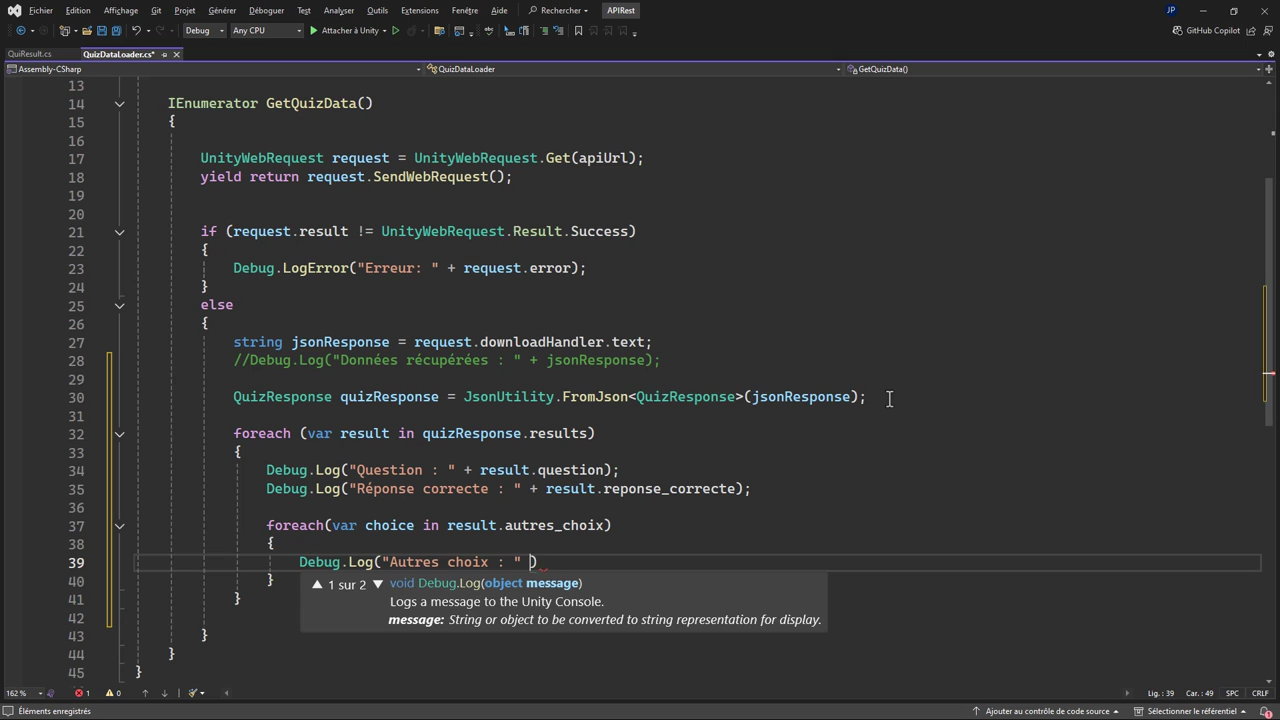 Fichier Édition Affichage Git Projet Générer Déboguer Test Analyser Outils Extensions Fenêtre Aide Rechercher APIRest JP
Debug Any CPU Attacher à Unity GitHub Copilot
QuiResult.cs QuizDataLoader.cs*
Assembly-CSharp QuizDataLoader GetQuizData()
13
14 IEnumerator GetQuizData()
15 {
16
17 UnityWebRequest request = UnityWebRequest.Get(apiUrl);
18 yield return request.SendWebRequest();
19
20
21 if (request.result != UnityWebRequest.Result.Success)
22 {
23 Debug.LogError("Erreur: " + request.error);
24 }
25 else
26 {
27 string jsonResponse = request.downloadHandler.text;
28 //Debug.Log("Données récupérées : " + jsonResponse);
29
30 QuizResponse quizResponse = JsonUtility.FromJson<QuizResponse>(jsonResponse);
31
32 foreach (var result in quizResponse.results)
33 {
34 Debug.Log("Question : " + result.question);
35 Debug.Log("Réponse correcte : " + result.reponse_correcte);
36
37 foreach(var choice in result.autres_choix)
38 {
39 Debug.Log("Autres choix : " )
40 }
▲ 1 sur 2 ▼ void Debug.Log(object message)
41 }
Logs a message to the Unity Console.
42
message: String or object to be converted to string representation for display.
43 }
44 }
45 }
162 % 1 0 Lig. : 39 Car. : 49 SPC CRLF
Éléments enregistrés Ajouter au contrôle de code source Sélectionner le référentiel